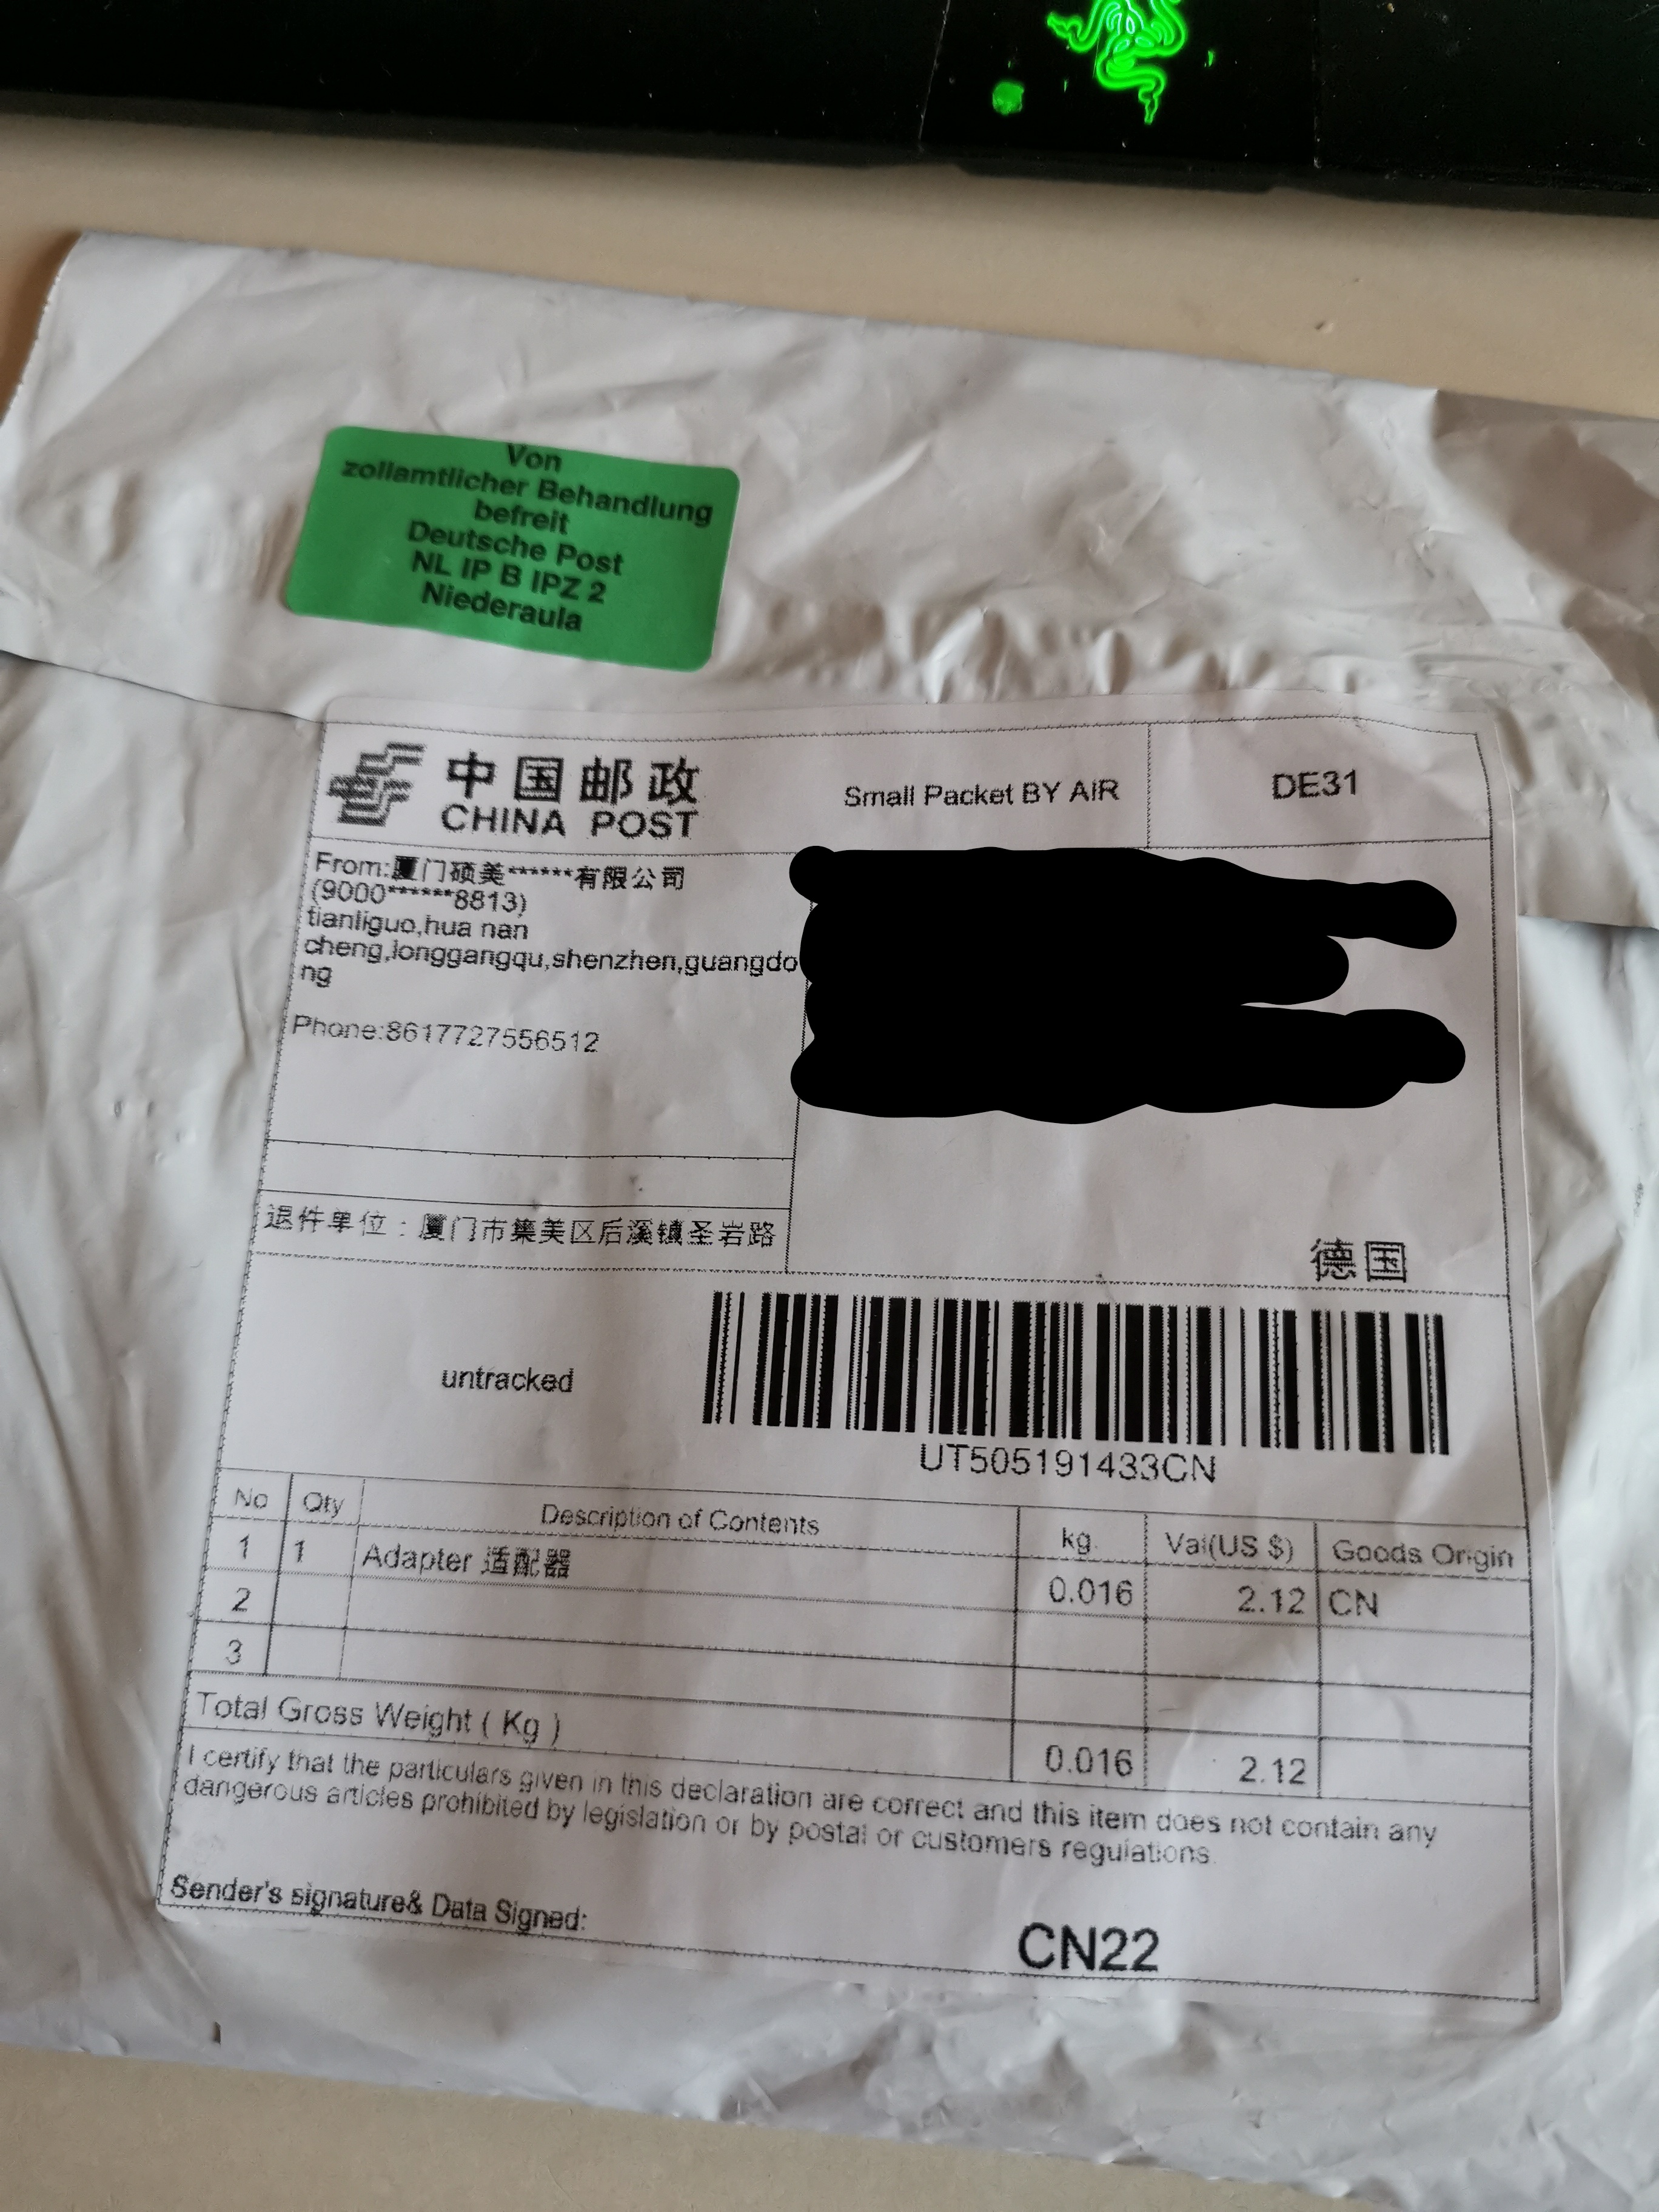 Von
zollamtlicher Behandlung
befreit
Deutsche Post
NL IP B IPZ 2
Niederaula
中国邮政
CHINA POST
Small Packet BY AIR
DE31
From:厦门硕美******有限公司
(9000******8813)
tianliguo,hua nan
cheng,longgangqu,shenzhen,guangdo
ng
Phone:8617727556512
退件单位：厦门市集美区后溪镇圣岩路
德国
untracked
UT505191433CN
No Qty Description of Contents kg Val(US $) Goods Origin
1 1 Adapter 适配器 0.016 2.12 CN
2
3
Total Gross Weight ( Kg ) 0.016 2.12
I certify that the particulars given in this declaration are correct and this item does not contain any
dangerous articles prohibited by legislation or by postal or customers regulations.
Sender's signature& Data Signed:
CN22